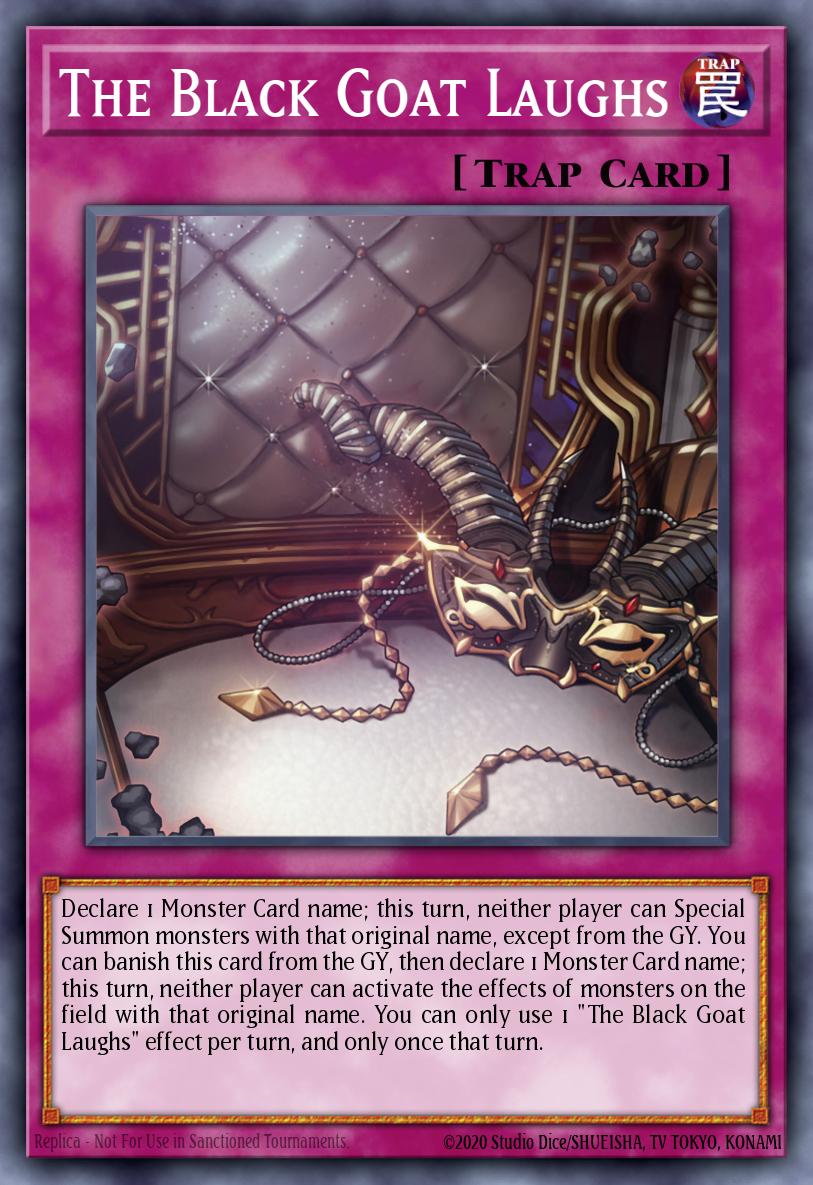 The Black Goat Laughs
TRAP
罠
[Trap Card]
Declare 1 Monster Card name; this turn, neither player can Special
Summon monsters with that original name, except from the GY. You
can banish this card from the GY, then declare 1 Monster Card name;
this turn, neither player can activate the effects of monsters on the
field with that original name. You can only use 1 "The Black Goat
Laughs" effect per turn, and only once that turn.
Replica - Not For Use in Sanctioned Tournaments.
©2020 Studio Dice/SHUEISHA, TV TOKYO, KONAMI